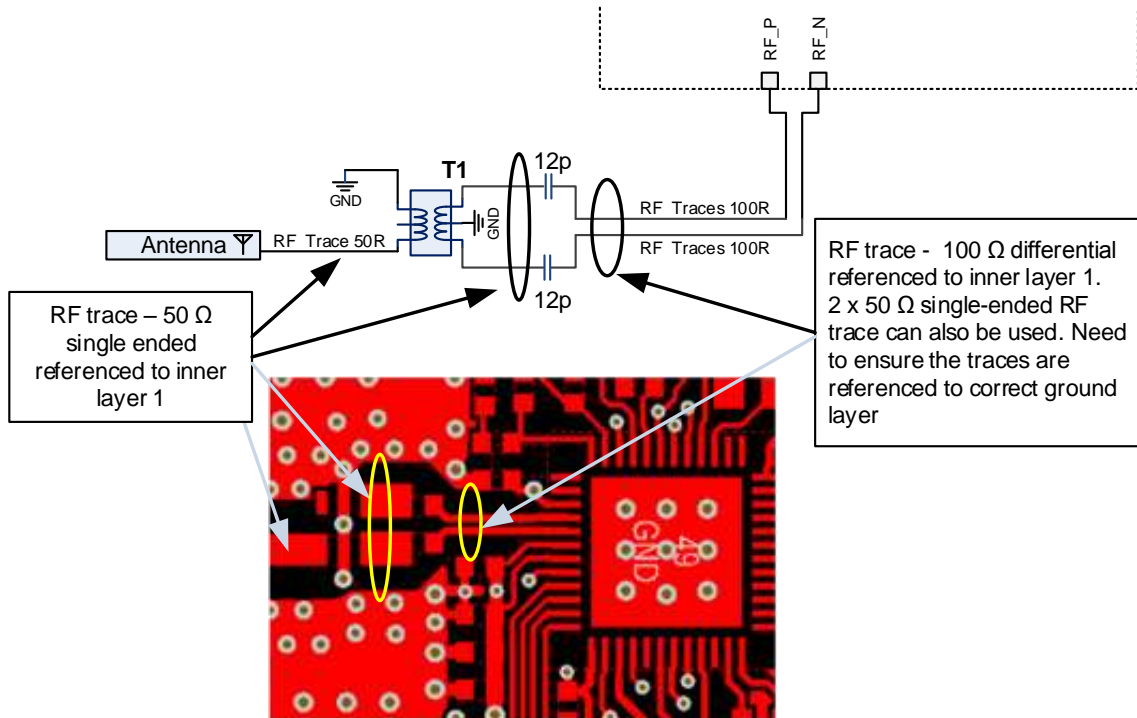 RF_P
RF_N
T1
12p
GND
GND
RF Traces 100R
Antenna
RF Trace 50R
RF Traces 100R
12p
RF trace – 50 Ω
single ended
referenced to inner
layer 1
RF trace - 100 Ω differential
referenced to inner layer 1.
2 x 50 Ω single-ended RF
trace can also be used. Need
to ensure the traces are
referenced to correct ground
layer
49
GND